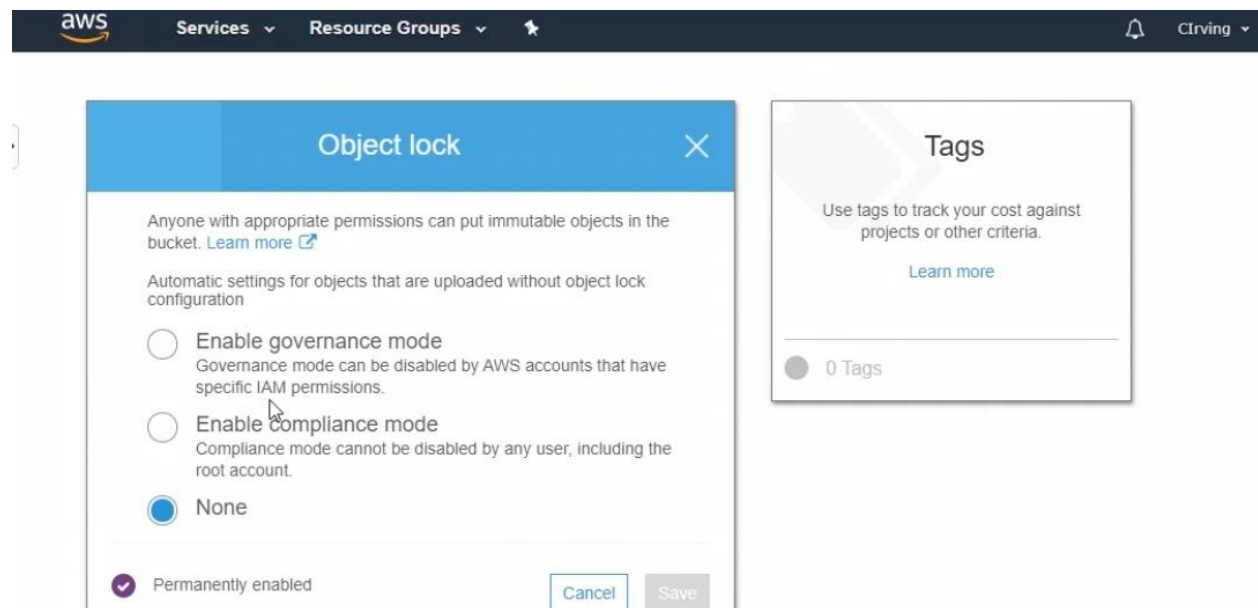 aws Services Resource Groups CIrving
Object lock
Anyone with appropriate permissions can put immutable objects in the
bucket. Learn more
Automatic settings for objects that are uploaded without object lock
configuration
Enable governance mode
Governance mode can be disabled by AWS accounts that have
specific IAM permissions.
Enable compliance mode
Compliance mode cannot be disabled by any user, including the
root account.
None
Permanently enabled
Cancel Save
Tags
Use tags to track your cost against
projects or other criteria.
Learn more
0 Tags